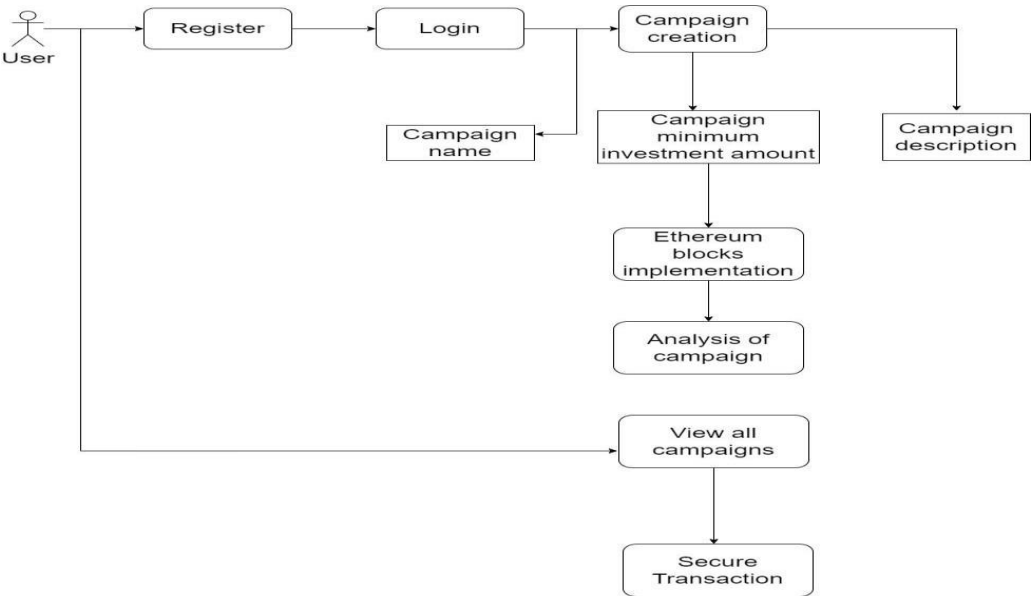 User
Register
Login
Campaign
creation
Campaign
name
Campaign
minimum
investment amount
Campaign
description
Ethereum
blocks
implementation
Analysis of
campaign
View all
campaigns
Secure
Transaction